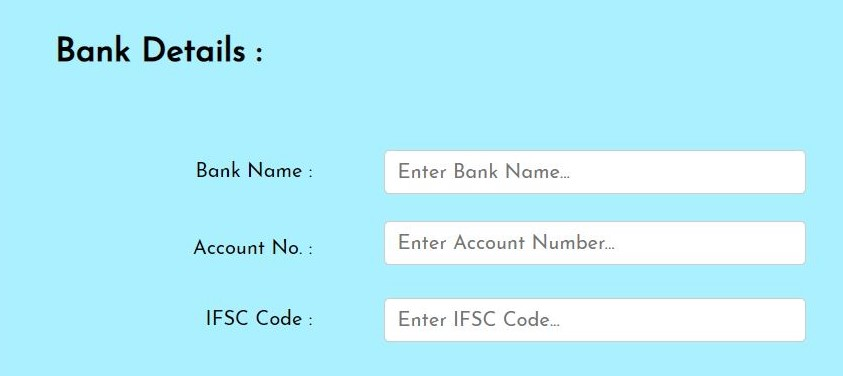 Bank Details :
Bank Name : Enter Bank Name...
Account No. : Enter Account Number...
IFSC Code : Enter IFSC Code...